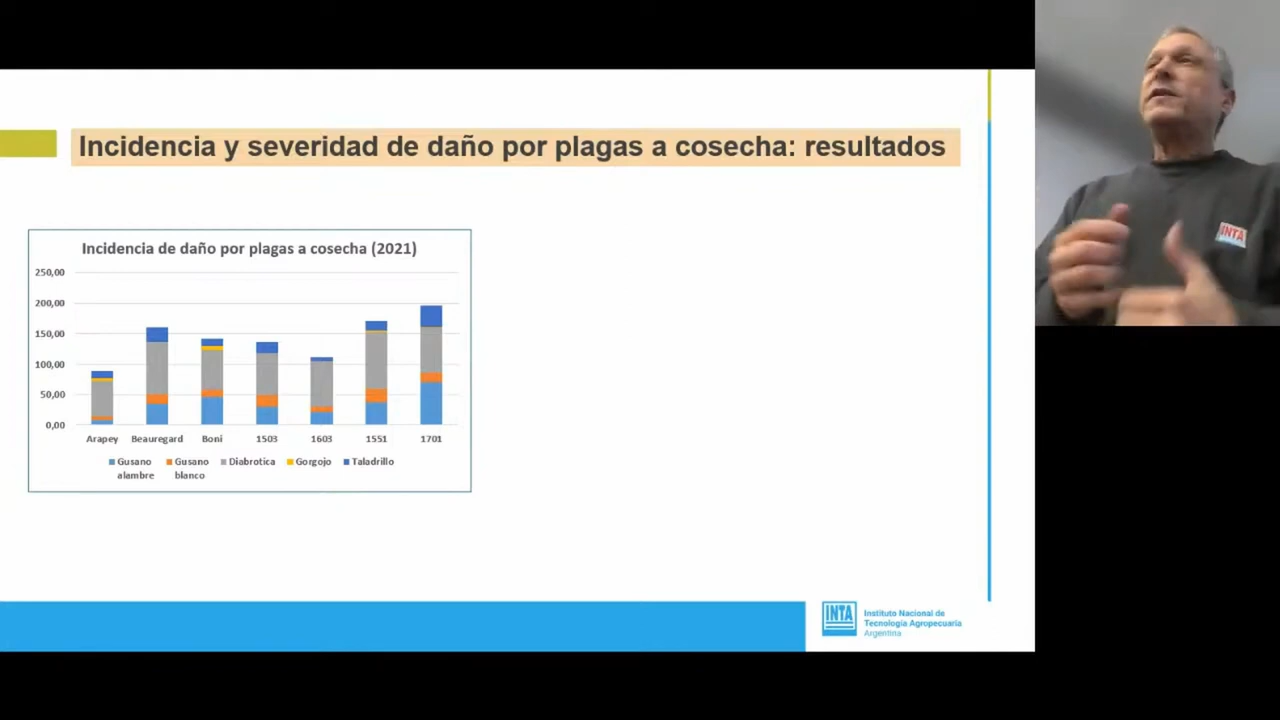 Incidencia y severidad de daño por plagas a cosecha: resultados
Incidencia de daño por plagas a cosecha (2021)
250,00
200,00
150,00
100,00
50,00
0,00
Arapey Beauregard Boni 1503 1603 1551 1701
Gusano alambre Gusano blanco Diabrotica Gorgojo Taladrillo
INTA
Instituto Nacional de
Tecnología Agropecuaria
Argentina
INTA